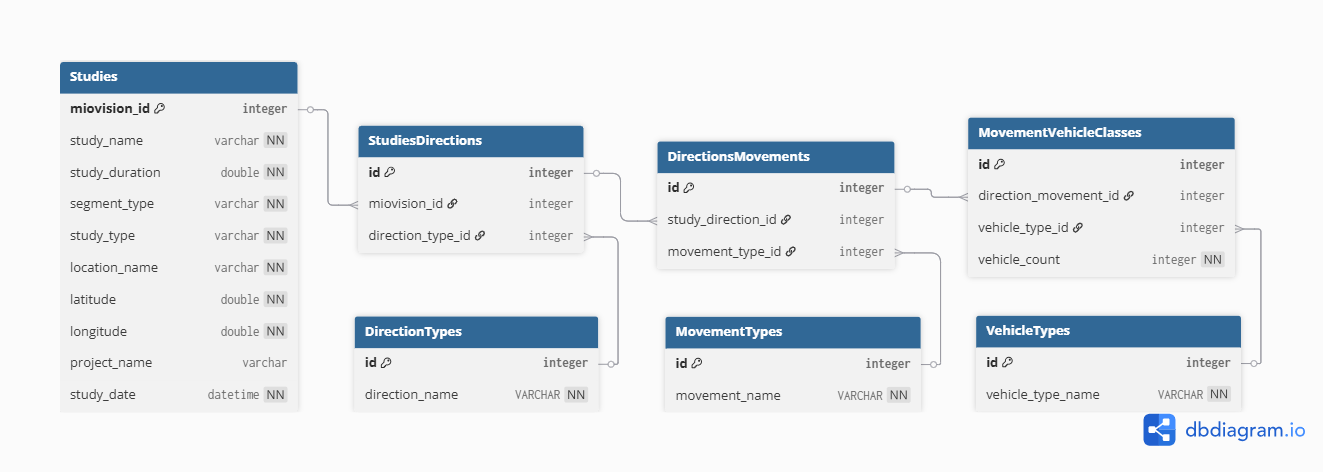 Studies
miovision_id integer
study_name varchar NN
study_duration double NN
segment_type varchar NN
study_type varchar NN
location_name varchar NN
latitude double NN
longitude double NN
project_name varchar
study_date datetime NN
StudiesDirections
id integer
miovision_id integer
direction_type_id integer
DirectionsMovements
id integer
study_direction_id integer
movement_type_id integer
MovementVehicleClasses
id integer
direction_movement_id integer
vehicle_type_id integer
vehicle_count integer NN
DirectionTypes
id integer
direction_name VARCHAR NN
MovementTypes
id integer
movement_name VARCHAR NN
VehicleTypes
id integer
vehicle_type_name VARCHAR NN
dbdiagram.io